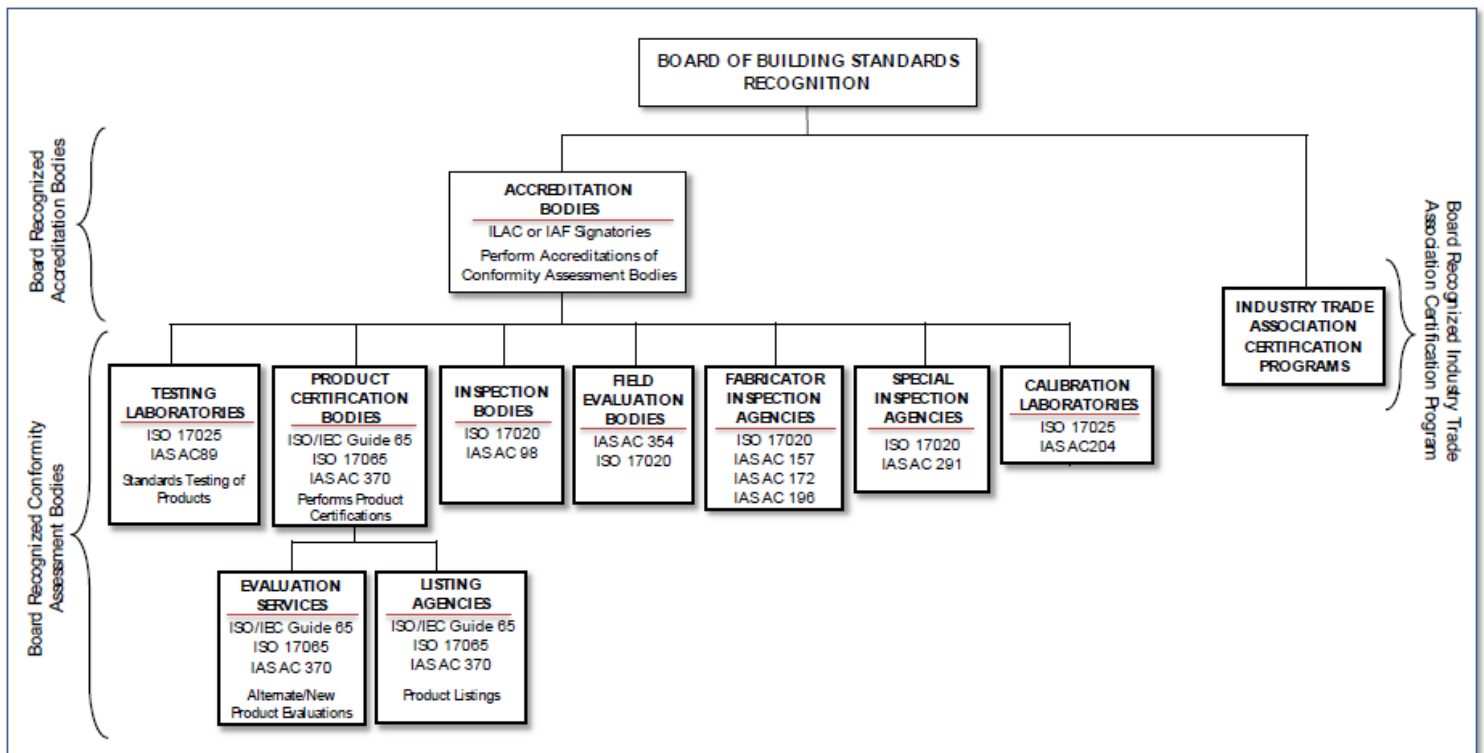 BOARD OF BUILDING STANDARDS
RECOGNITION
Board Recognized
Accreditation Bodies
ACCREDITATION
BODIES
ILAC or IAF Signatories
Perform Accreditations of
Conformity Assessment Bodies
INDUSTRY TRADE
ASSOCIATION
CERTIFICATION
PROGRAMS
Board Recognized Industry Trade
Association Certification Program
Board Recognized Conformity
Assessment Bodies
TESTING
LABORATORIES
ISO 17025
IAS AC89
Standards Testing of
Products
PRODUCT
CERTIFICATION
BODIES
ISO/IEC Guide 65
ISO 17065
IAS AC 370
Performs Product
Certifications
INSPECTION
BODIES
ISO 17020
IAS AC 98
FIELD
EVALUATION
BODIES
IAS AC 354
ISO 17020
FABRICATOR
INSPECTION
AGENCIES
ISO 17020
IAS AC 157
IAS AC 172
IAS AC 196
SPECIAL
INSPECTION
AGENCIES
ISO 17020
IAS AC 291
CALIBRATION
LABORATORIES
ISO 17025
IAS AC204
EVALUATION
SERVICES
ISO/IEC Guide 65
ISO 17065
IAS AC 370
Alternate/New
Product Evaluations
LISTING
AGENCIES
ISO/IEC Guide 65
ISO 17065
IAS AC 370
Product Listings